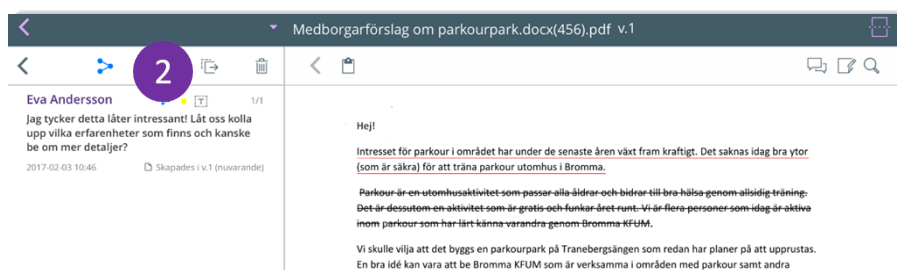 Medborgarförslag om parkourpark.docx(456).pdf v.1
2
Eva Andersson T 1/1
Jag tycker detta låter intressant! Låt oss kolla
upp vilka erfarenheter som finns och kanske
be om mer detaljer?
2017-02-03 10:46 Skapades i v.1 (nuvarande)
Hej!
Intresset för parkour i området har under de senaste åren växt fram kraftigt. Det saknas idag bra ytor
(som är säkra) för att träna parkour utomhus i Bromma.
Parkour är en utomhusaktivitet som passar alla åldrar och bidrar till bra hälsa genom allsidig träning.
Det är dessutom en aktivitet som är gratis och funkar året runt. Vi är flera personer som idag är aktiva
inom parkour som har lärt känna varandra genom Bromma KFUM.
Vi skulle vilja att det byggs en parkourpark på Tranebergsängen som redan har planer på att upprustas.
En bra idé kan vara att be Bromma KFUM som är verksamma i områden med parkour samt andra